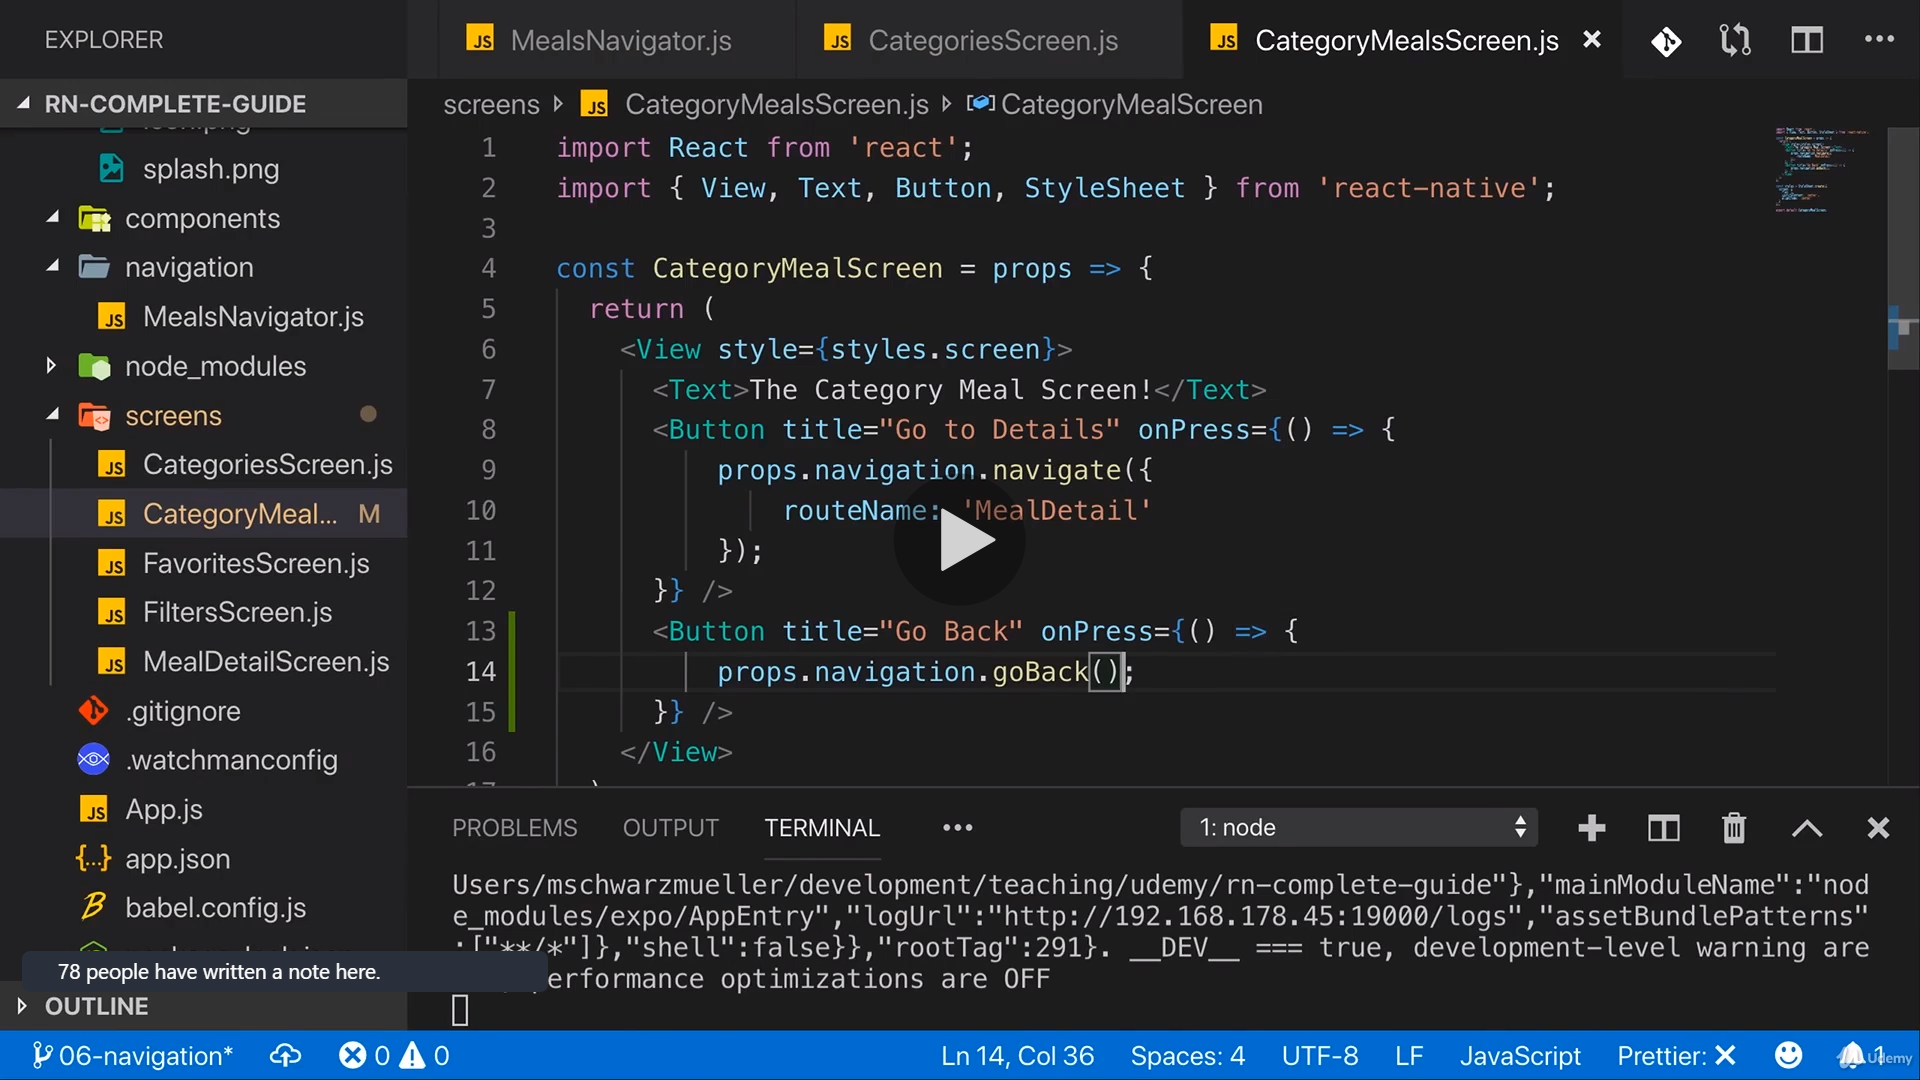 EXPLORER
RN-COMPLETE-GUIDE
splash.png
components
navigation
MealsNavigator.js
node_modules
screens
CategoriesScreen.js
CategoryMeal... M
FavoritesScreen.js
FiltersScreen.js
MealDetailScreen.js
.gitignore
.watchmanconfig
App.js
app.json
babel.config.js
78 people have written a note here.
OUTLINE
MealsNavigator.js
CategoriesScreen.js
CategoryMealsScreen.js
screens CategoryMealsScreen.js CategoryMealScreen
1 import React from 'react';
2 import { View, Text, Button, StyleSheet } from 'react-native';
3
4 const CategoryMealScreen = props => {
5 return (
6 <View style={styles.screen}>
7 <Text>The Category Meal Screen!</Text>
8 <Button title="Go to Details" onPress={() => {
9 props.navigation.navigate({
10 routeName: 'MealDetail'
11 });
12 }} />
13 <Button title="Go Back" onPress={() => {
14 props.navigation.goBack();
15 }} />
16 </View>
PROBLEMS OUTPUT TERMINAL ••• 1: node
Users/mschwarzmueller/development/teaching/udemy/rn-complete-guide"},"mainModuleName":"nod
e_modules/expo/AppEntry","logUrl":"http://192.168.178.45:19000/logs","assetBundlePatterns"
:["**/*"]},"shell":false}},"rootTag":291}. __DEV__ === true, development-level warning are
erformance optimizations are OFF
06-navigation* 0 0 Ln 14, Col 36 Spaces: 4 UTF-8 LF JavaScript Prettier: 1
Udemy